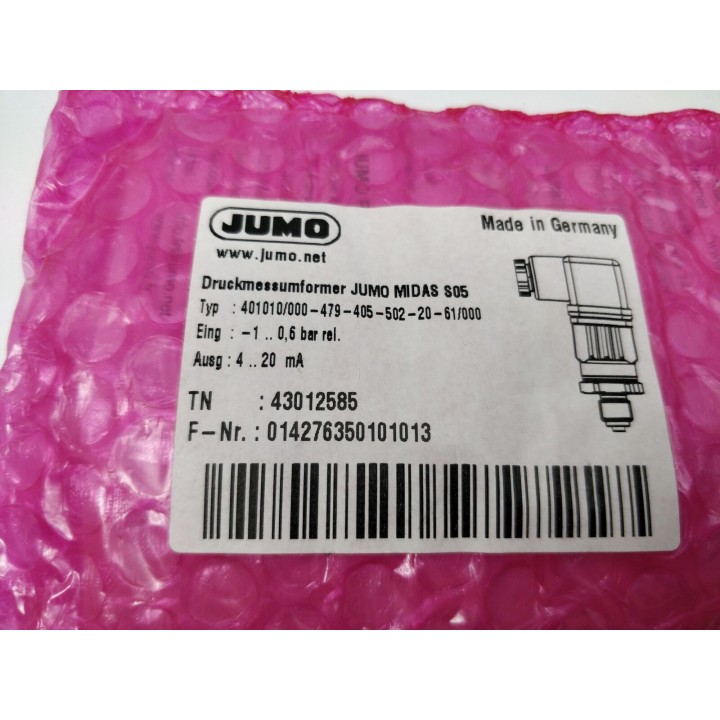 JUMO
Made in Germany
www.jumo.net
Druckmessumformer JUMO MIDAS S05
Typ : 401010/000-479-405-502-20-61/000
Eing : -1 .. 0,6 bar rel.
Ausg : 4 .. 20 mA
TN : 43012585
F-Nr. : 014276350101013